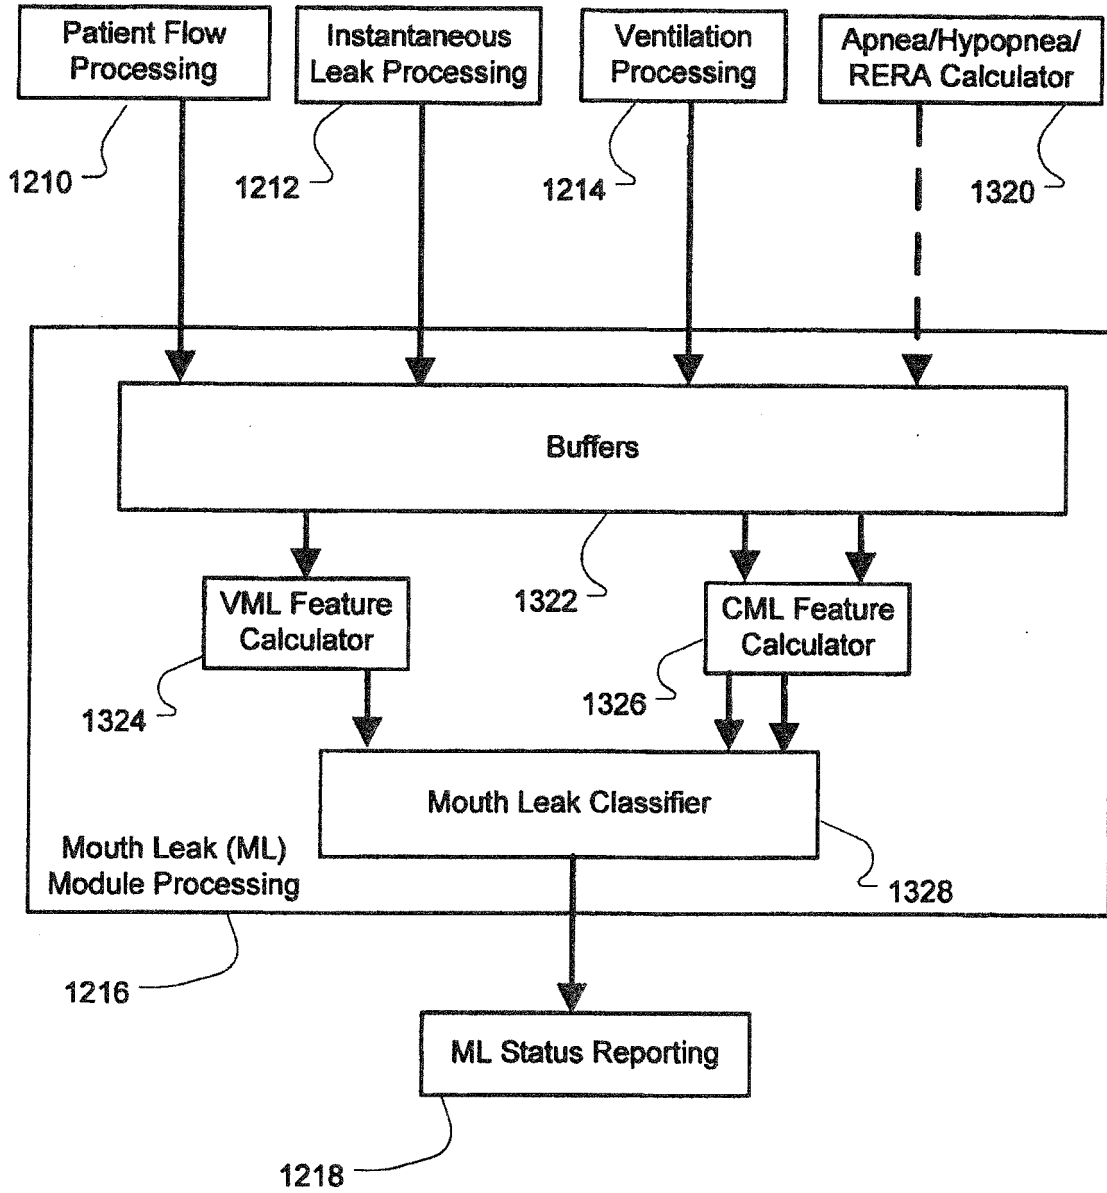 Patient Flow
Processing
Instantaneous
Leak Processing
Ventilation
Processing
Apnea/Hypopnea/
RERA Calculator
1210
1212
1214
1320
Buffers
1322
VML Feature
Calculator
CML Feature
Calculator
1324
1326
Mouth Leak Classifier
1328
Mouth Leak (ML)
Module Processing
1216
ML Status Reporting
1218